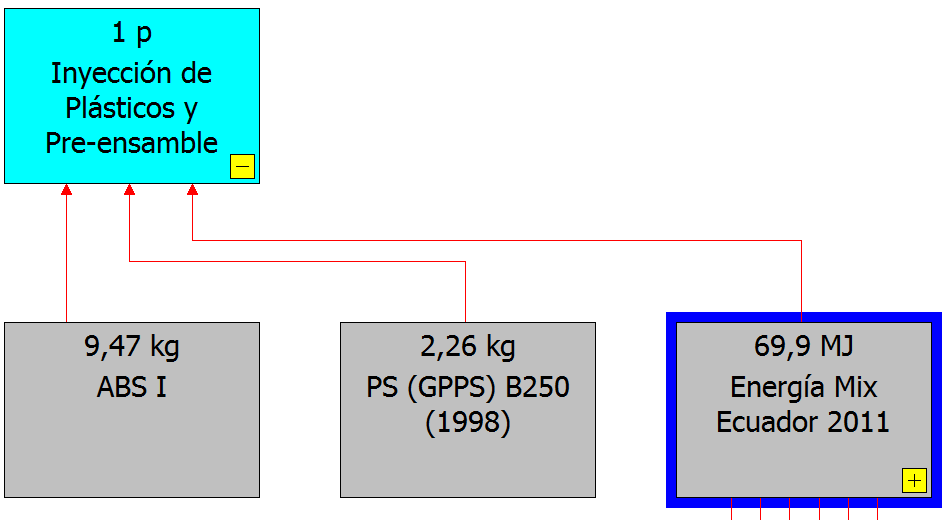 1 p
Inyección de
Plásticos y
Pre-ensamble
9,47 kg
ABS I
2,26 kg
PS (GPPS) B250
(1998)
69,9 MJ
Energía Mix
Ecuador 2011